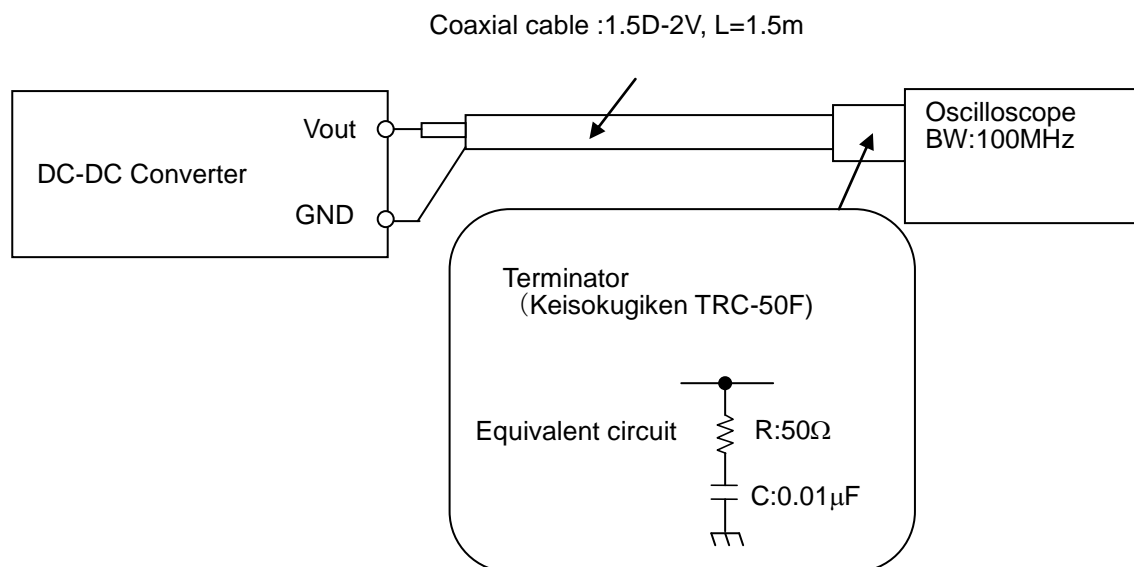 Coaxial cable :1.5D-2V, L=1.5m
Vout
DC-DC Converter
GND
Oscilloscope
BW:100MHz
Terminator
（Keisokugiken TRC-50F)
Equivalent circuit
R:50Ω
C:0.01μF